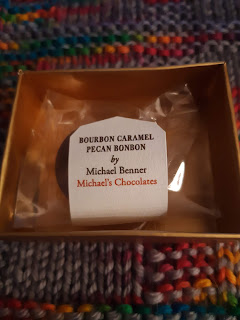 BOURBON CARAMEL
PECAN BONBON
by
Michael Benner
Michael's Chocolates